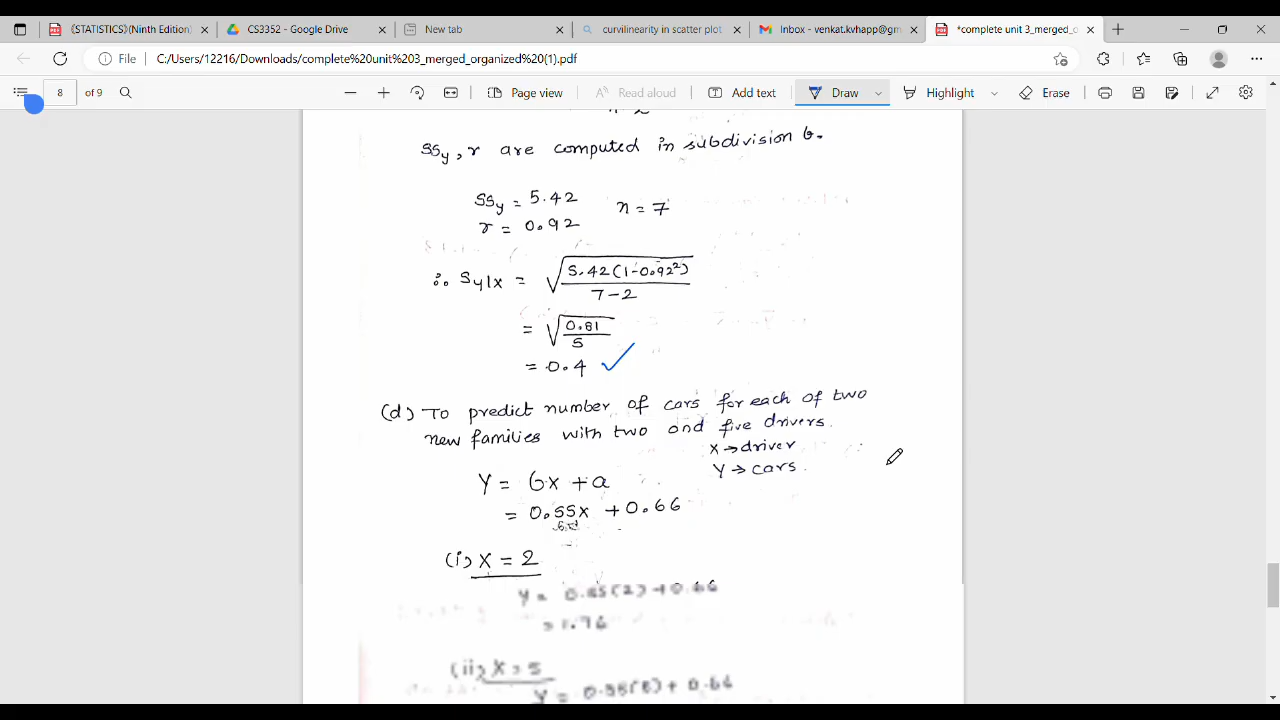 《STATISTICS》(Ninth Edition)
CS3352 - Google Drive
New tab
curvilinearity in scatter plot
Inbox - venkat.kvhapp@gm
*complete unit 3_merged_o
File
C:/Users/12216/Downloads/complete%20unit%203_merged_organized%20(1).pdf
8 of 9
Page view
Read aloud
Add text
Draw
Highlight
Erase
SSy, r are computed in subdivision b.
SSy = 5.42
n = 7
r = 0.92
∴ Sy|x = √5.42(1-0.92²)
7-2
= √0.81
5
= 0.4 ✓
(d) To predict number of cars for each of two
new families with two and five drivers.
X → driver
Y → cars.
Y = bx + a
= 0.55x + 0.66
(i) X = 2
Y = 0.55(2) + 0.66
= 1.76
(ii) X = 5
Y = 0.55(5) + 0.66